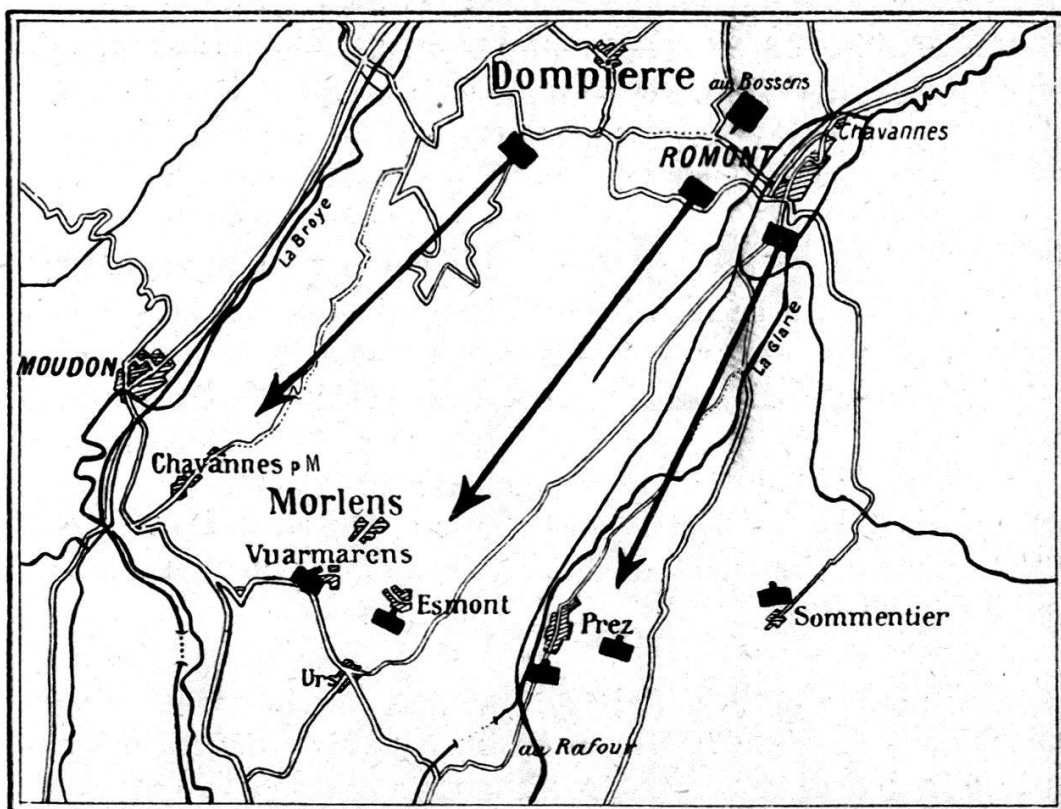 Dompierre au Bossens
Chavannes
ROMONT
La Broye
La Glane
MOUDON
Chavannes p M
Morlens
Vuarmarens
Esmont
Prez
Sommentier
Urs
au Rafour